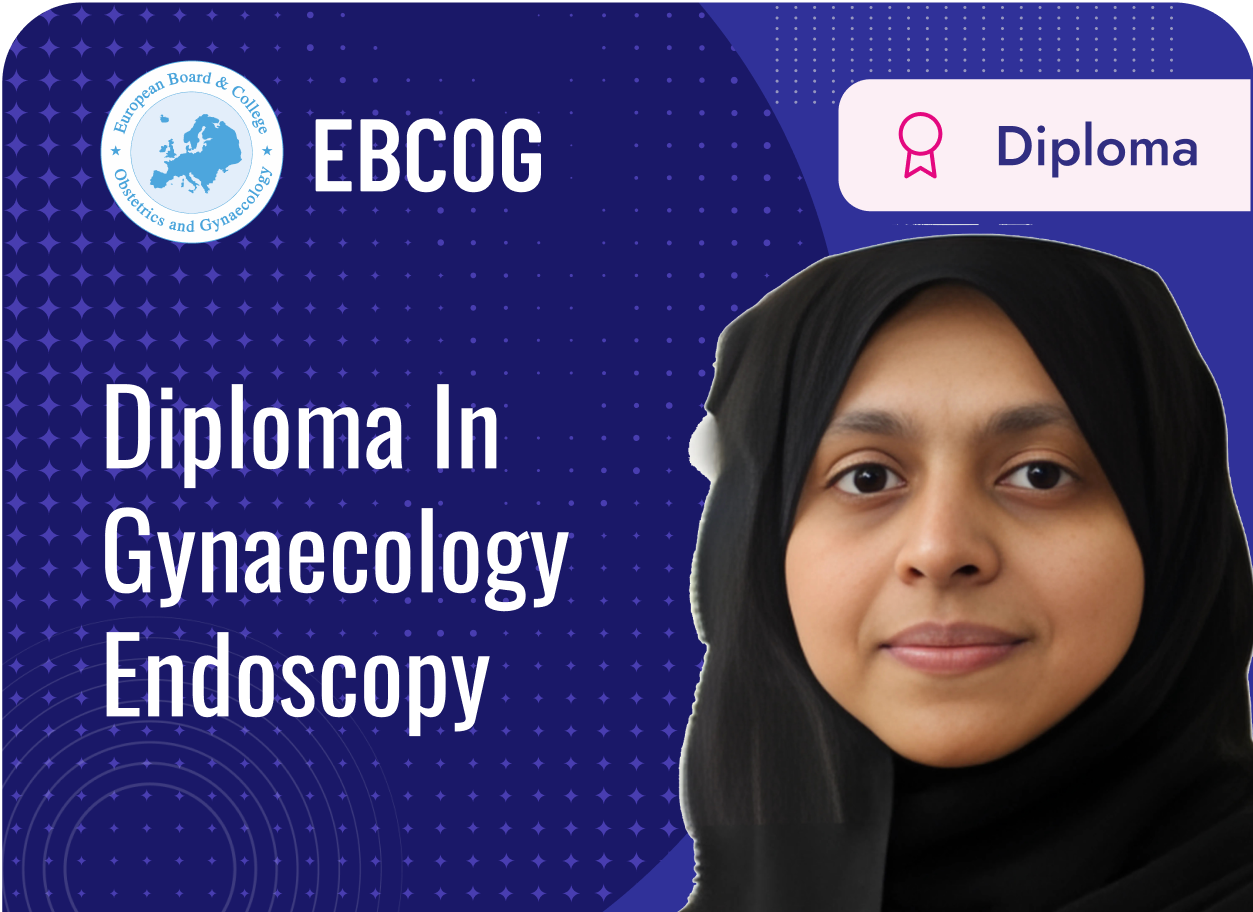 European Board & College
Obstetrics and Gynaecology
EBCOG
Diploma
Diploma In
Gynaecology
Endoscopy